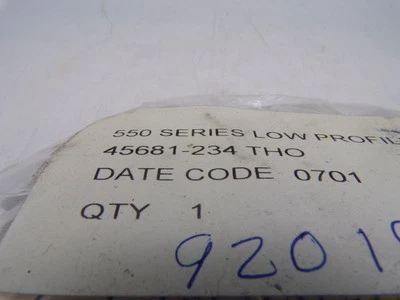 550 SERIES LOW PROFIL
45681-234 THO
DATE CODE 0701
QTY 1
9201